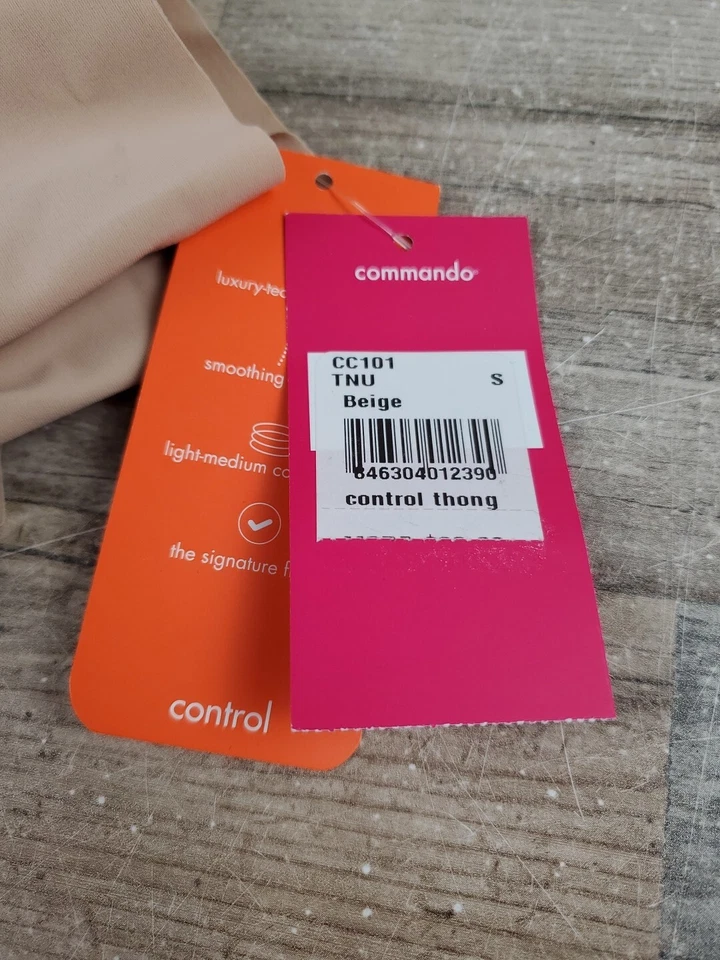 luxury-tec
smoothing
light-medium co
the signature f
control
commando
CC101
TNU S
Beige
846304012390
control thong